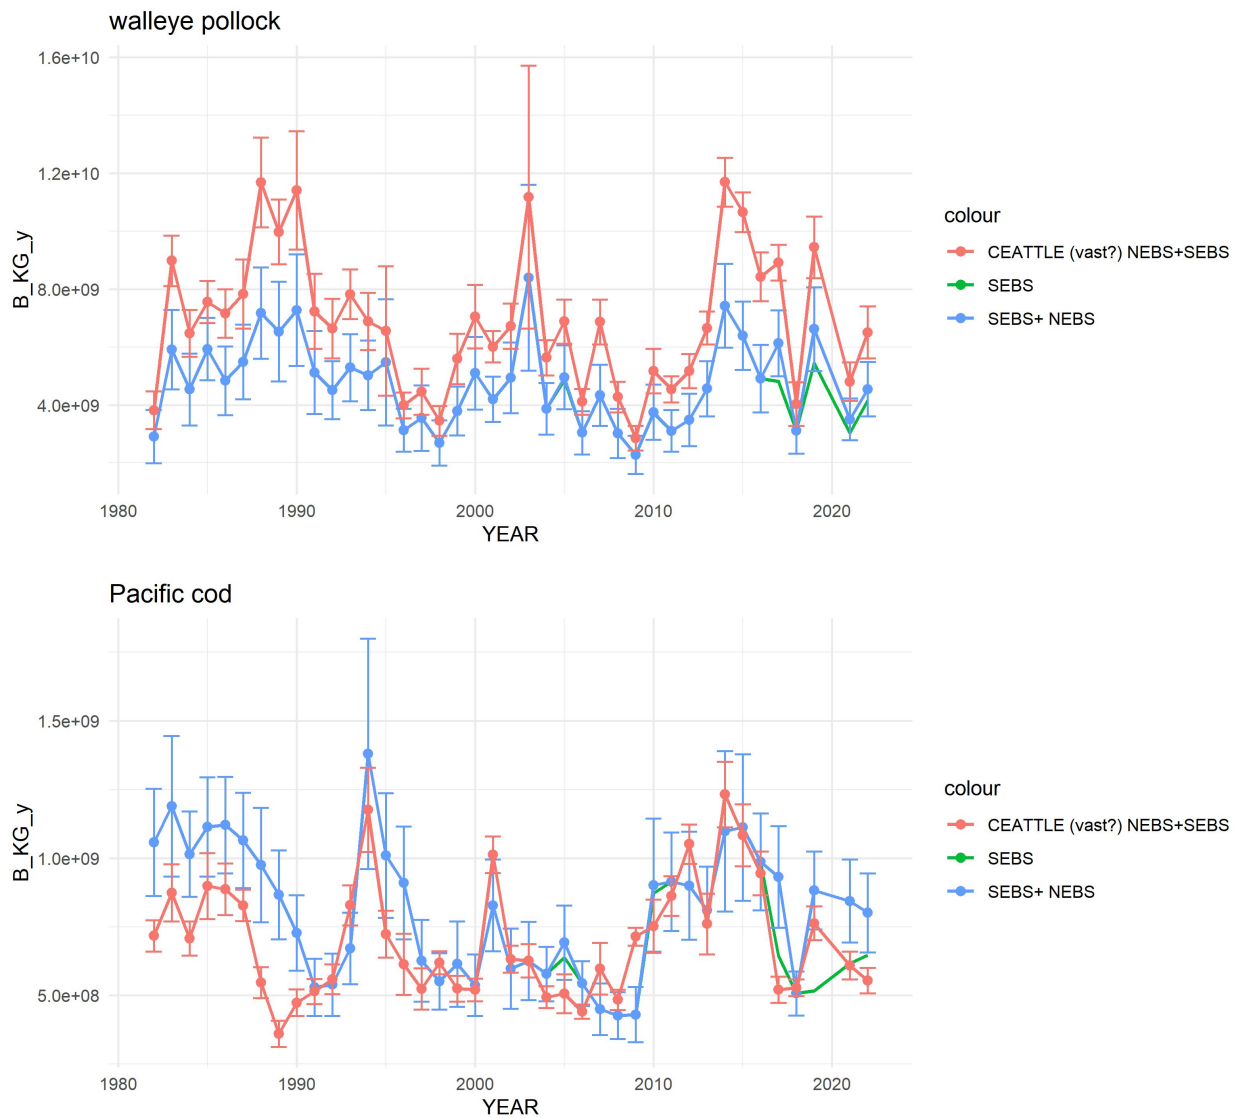 walleye pollock
1.6e+10
1.2e+10
8.0e+09
4.0e+09
B_KG_y
1980 1990 2000 2010 2020
YEAR
colour
CEATTLE (vast?) NEBS+SEBS
SEBS
SEBS+ NEBS
Pacific cod
1.5e+09
1.0e+09
5.0e+08
B_KG_y
1980 1990 2000 2010 2020
YEAR
colour
CEATTLE (vast?) NEBS+SEBS
SEBS
SEBS+ NEBS